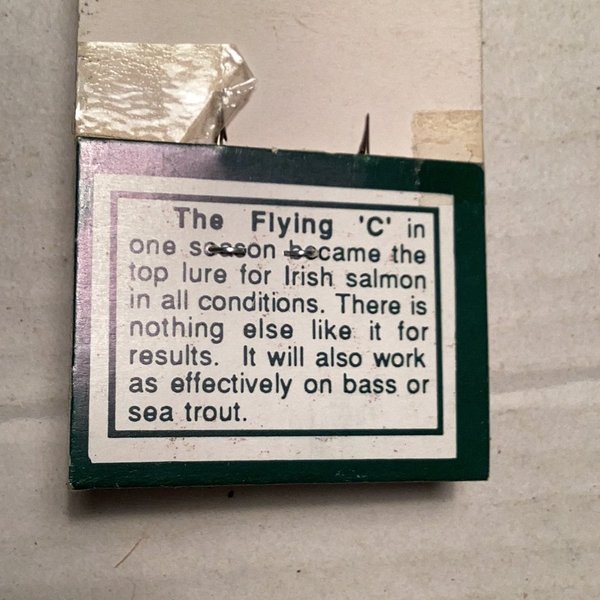 The Flying 'C' in
one season became the
top lure for Irish salmon
in all conditions. There is
nothing else like it for
results. It will also work
as effectively on bass or
sea trout.